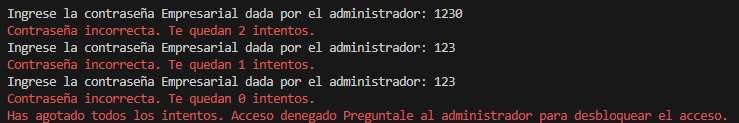 Ingrese la contraseña Empresarial dada por el administrador: 1230
Contraseña incorrecta. Te quedan 2 intentos.
Ingrese la contraseña Empresarial dada por el administrador: 123
Contraseña incorrecta. Te quedan 1 intentos.
Ingrese la contraseña Empresarial dada por el administrador: 123
Contraseña incorrecta. Te quedan 0 intentos.
Has agotado todos los intentos. Acceso denegado Preguntale al administrador para desbloquear el acceso.